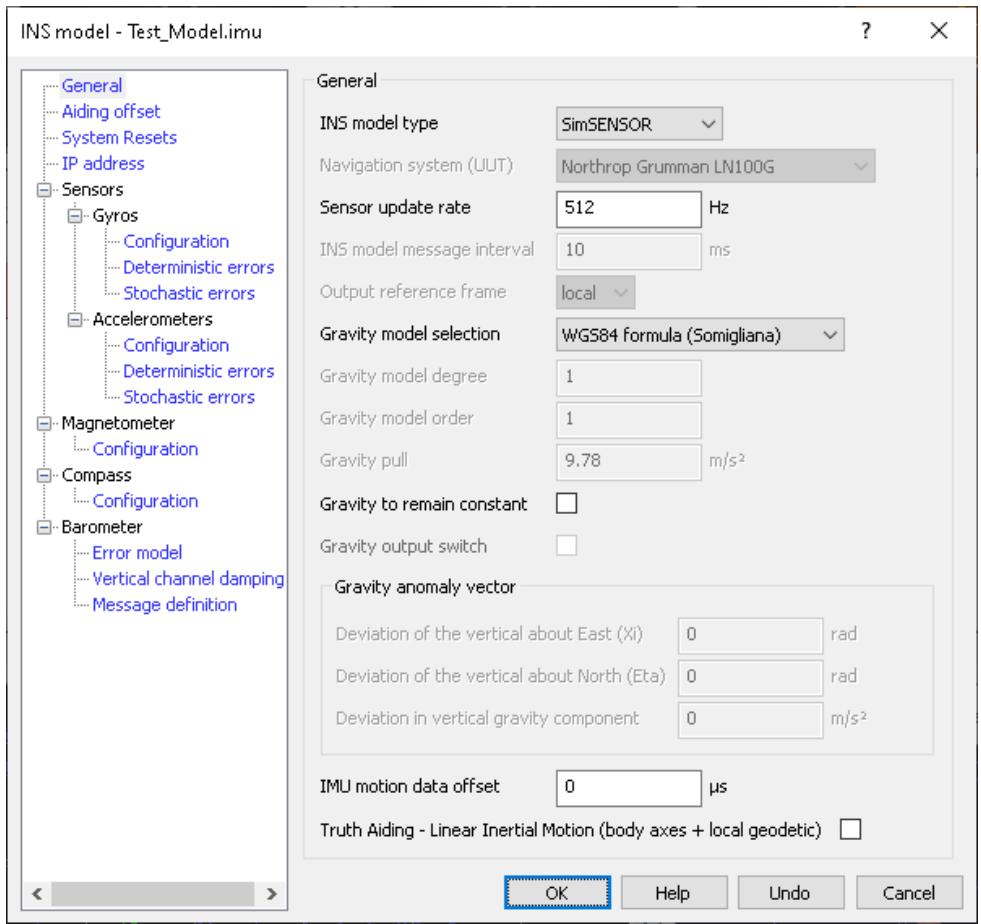 INS model - Test_Model.imu
?
General
Aiding offset
System Resets
IP address
Sensors
Gyros
Configuration
Deterministic errors
Stochastic errors
Accelerometers
Configuration
Deterministic errors
Stochastic errors
Magnetometer
Configuration
Compass
Configuration
Barometer
Error model
Vertical channel damping
Message definition
General
INS model type SimSENSOR
Navigation system (UUT) Northrop Grumman LN100G
Sensor update rate 512 Hz
INS model message interval 10 ms
Output reference frame local
Gravity model selection WGS84 formula (Somigliana)
Gravity model degree 1
Gravity model order 1
Gravity pull 9.78 m/s²
Gravity to remain constant
Gravity output switch
Gravity anomaly vector
Deviation of the vertical about East (Xi) 0 rad
Deviation of the vertical about North (Eta) 0 rad
Deviation in vertical gravity component 0 m/s²
IMU motion data offset 0 µs
Truth Aiding - Linear Inertial Motion (body axes + local geodetic)
OK Help Undo Cancel